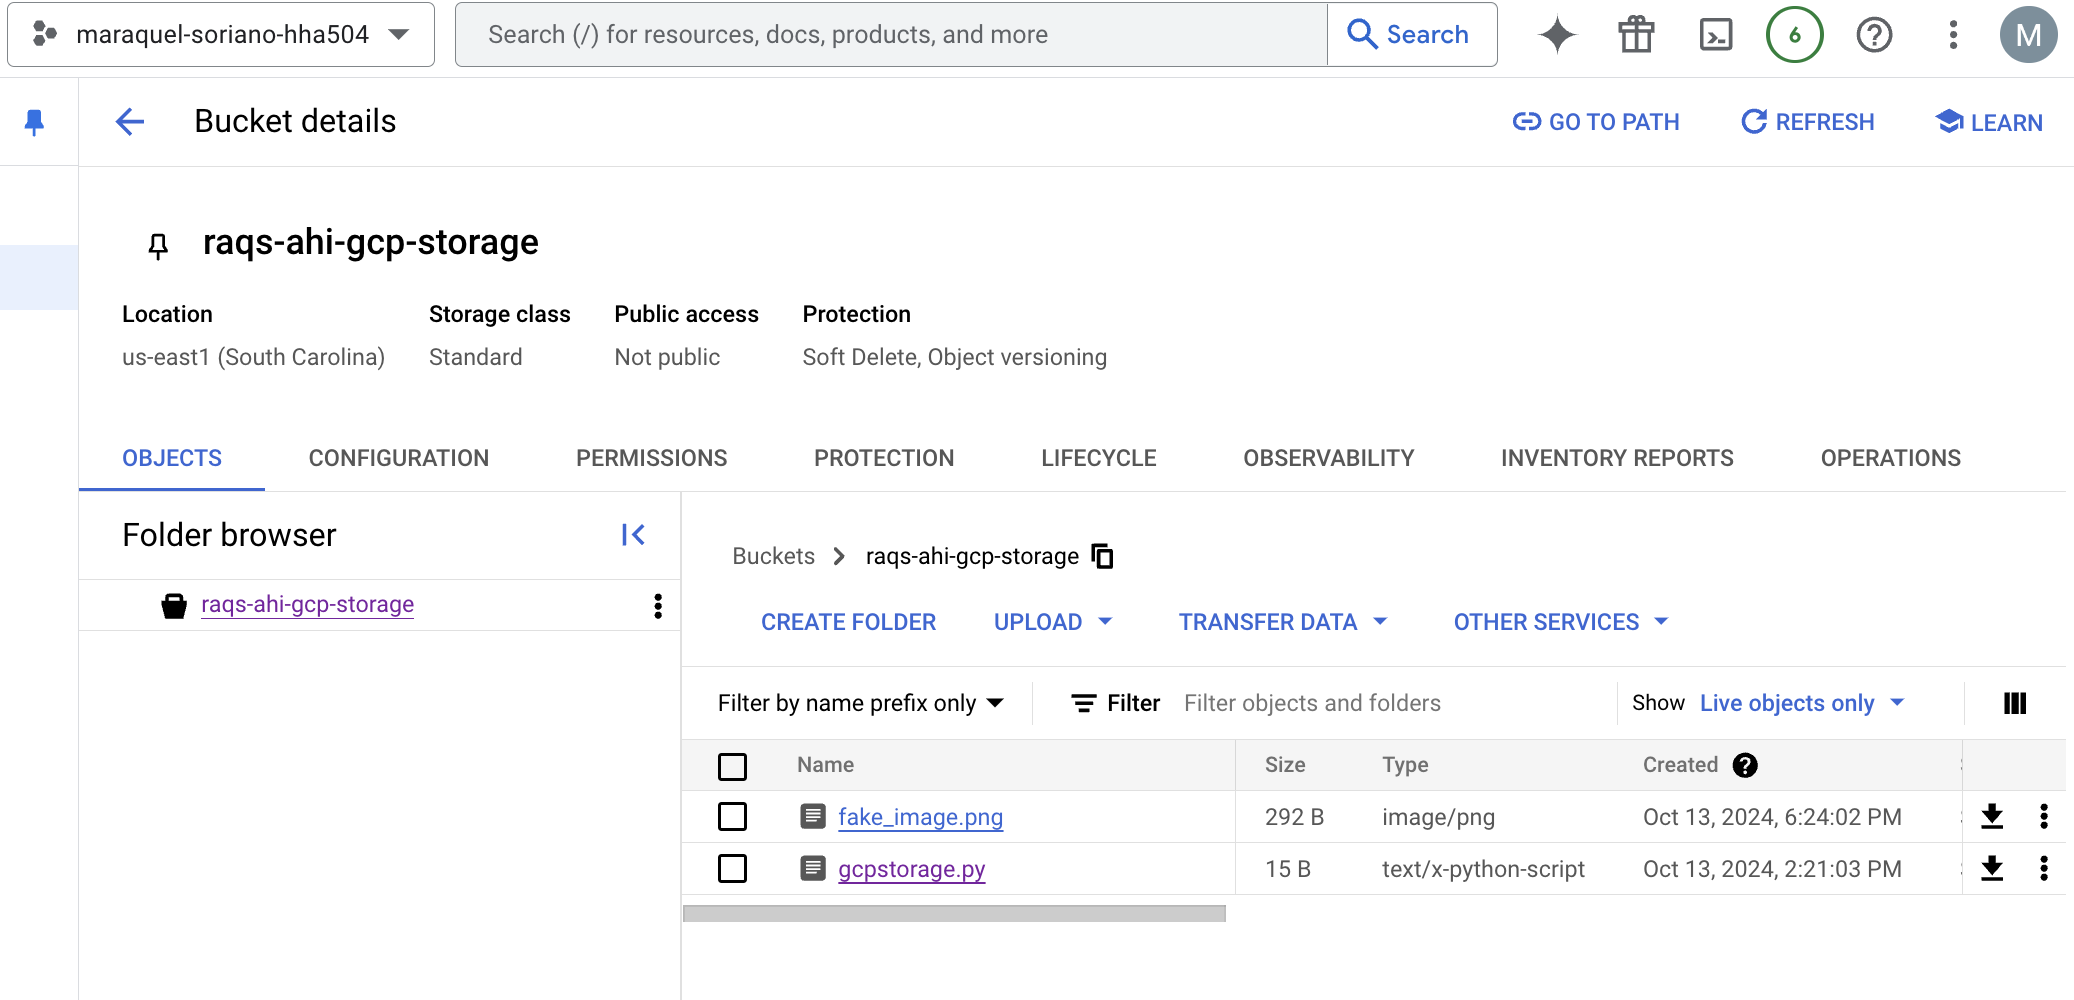 maraquel-soriano-hha504
Search (/) for resources, docs, products, and more
Search
6
M
Bucket details
GO TO PATH
REFRESH
LEARN
raqs-ahi-gcp-storage
Location Storage class Public access Protection
us-east1 (South Carolina) Standard Not public Soft Delete, Object versioning
OBJECTS CONFIGURATION PERMISSIONS PROTECTION LIFECYCLE OBSERVABILITY INVENTORY REPORTS OPERATIONS
Folder browser
raqs-ahi-gcp-storage
Buckets > raqs-ahi-gcp-storage
CREATE FOLDER UPLOAD TRANSFER DATA OTHER SERVICES
Filter by name prefix only Filter Filter objects and folders Show Live objects only
Name Size Type Created
fake_image.png 292 B image/png Oct 13, 2024, 6:24:02 PM
gcpstorage.py 15 B text/x-python-script Oct 13, 2024, 2:21:03 PM